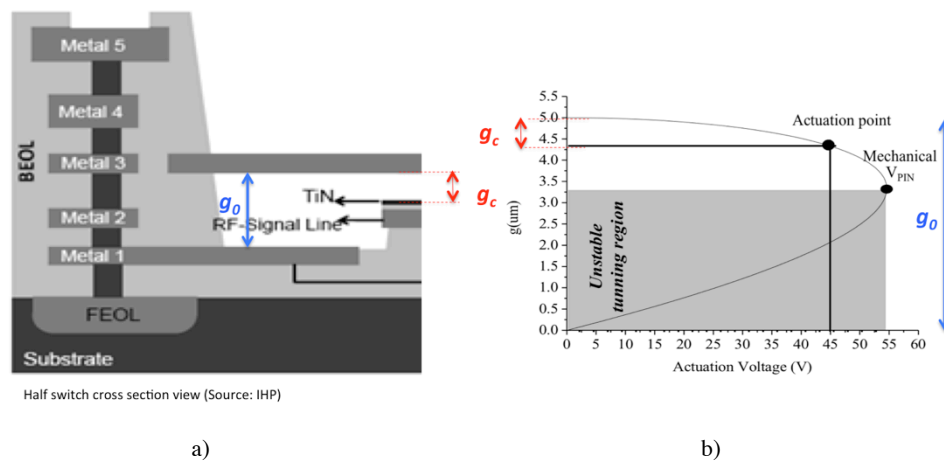 Metal 5
Metal 4
Metal 3
Metal 2
Metal 1
BEOL
g0
TiN
RF-Signal Line
gc
FEOL
Substrate
Half switch cross section view (Source: IHP)
a)
5.5
5.0
4.5
4.0
3.5
3.0
2.5
2.0
1.5
1.0
0.5
0.0
g(um)
gc
Actuation point
Mechanical
VPIN
g0
Unstable
tunning region
0 5 10 15 20 25 30 35 40 45 50 55 60
Actuation Voltage (V)
b)